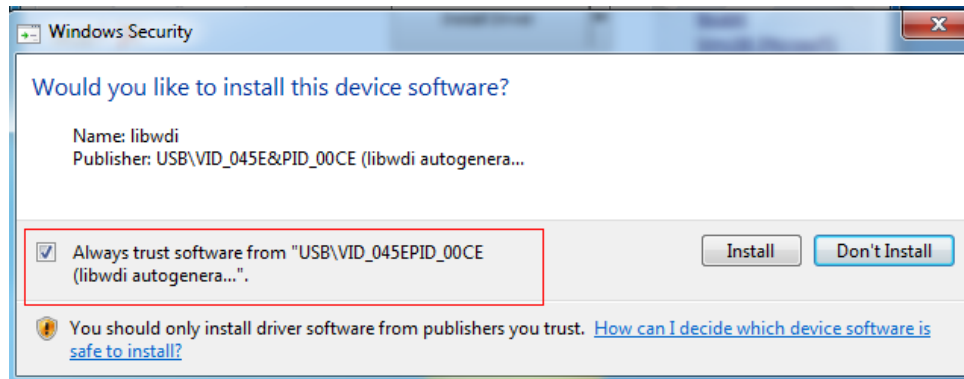 Windows Security
Would you like to install this device software?
Name: libwdi
Publisher: USB\VID_045E&PID_00CE (libwdi autogenera...
Always trust software from "USB\VID_045EPID_00CE
(libwdi autogenera...".
Install
Don't Install
You should only install driver software from publishers you trust. How can I decide which device software is
safe to install?